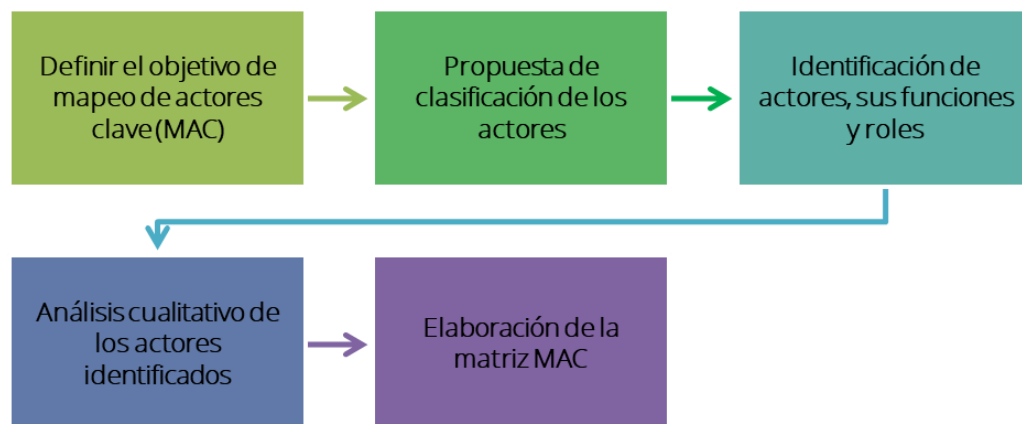 Definir el objetivo de
mapeo de actores
clave (MAC)
Propuesta de
clasificación de los
actores
Identificación de
actores, sus funciones
y roles
Análisis cualitativo de
los actores
identificados
Elaboración de la
matriz MAC